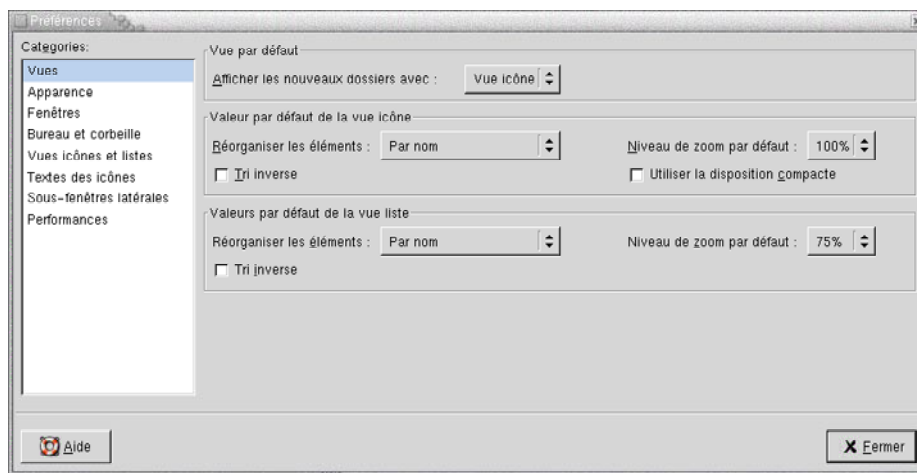 Préférences
Catégories:
Vues
Apparence
Fenêtres
Bureau et corbeille
Vues icônes et listes
Textes des icônes
Sous-fenêtres latérales
Performances
Vue par défaut
Afficher les nouveaux dossiers avec : Vue icône
Valeur par défaut de la vue icône
Réorganiser les éléments : Par nom Niveau de zoom par défaut : 100%
Tri inverse Utiliser la disposition compacte
Valeurs par défaut de la vue liste
Réorganiser les éléments : Par nom Niveau de zoom par défaut : 75%
Tri inverse
Aide Fermer